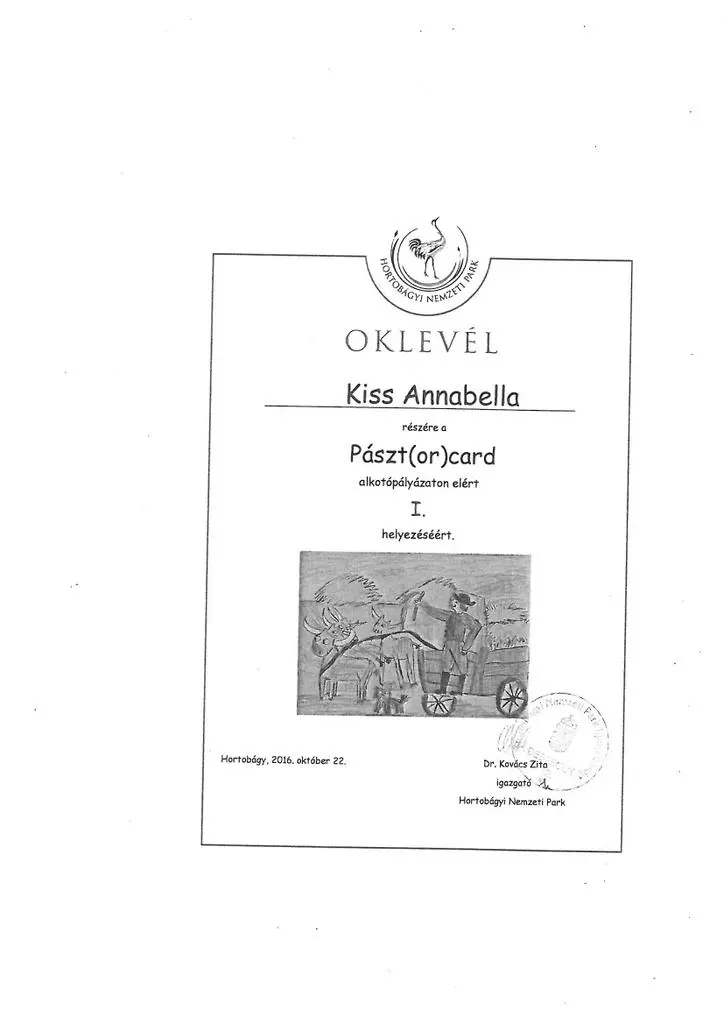 HORTOBÁGYI NEMZETI PARK
OKLEVÉL
Kiss Annabella
részére a
Pászt(or)card
alkotópályázaton elért
I.
helyezéséért.
Hortobágy, 2016. október 22.
Dr. Kovács Zita
igazgató
Hortobágyi Nemzeti Park